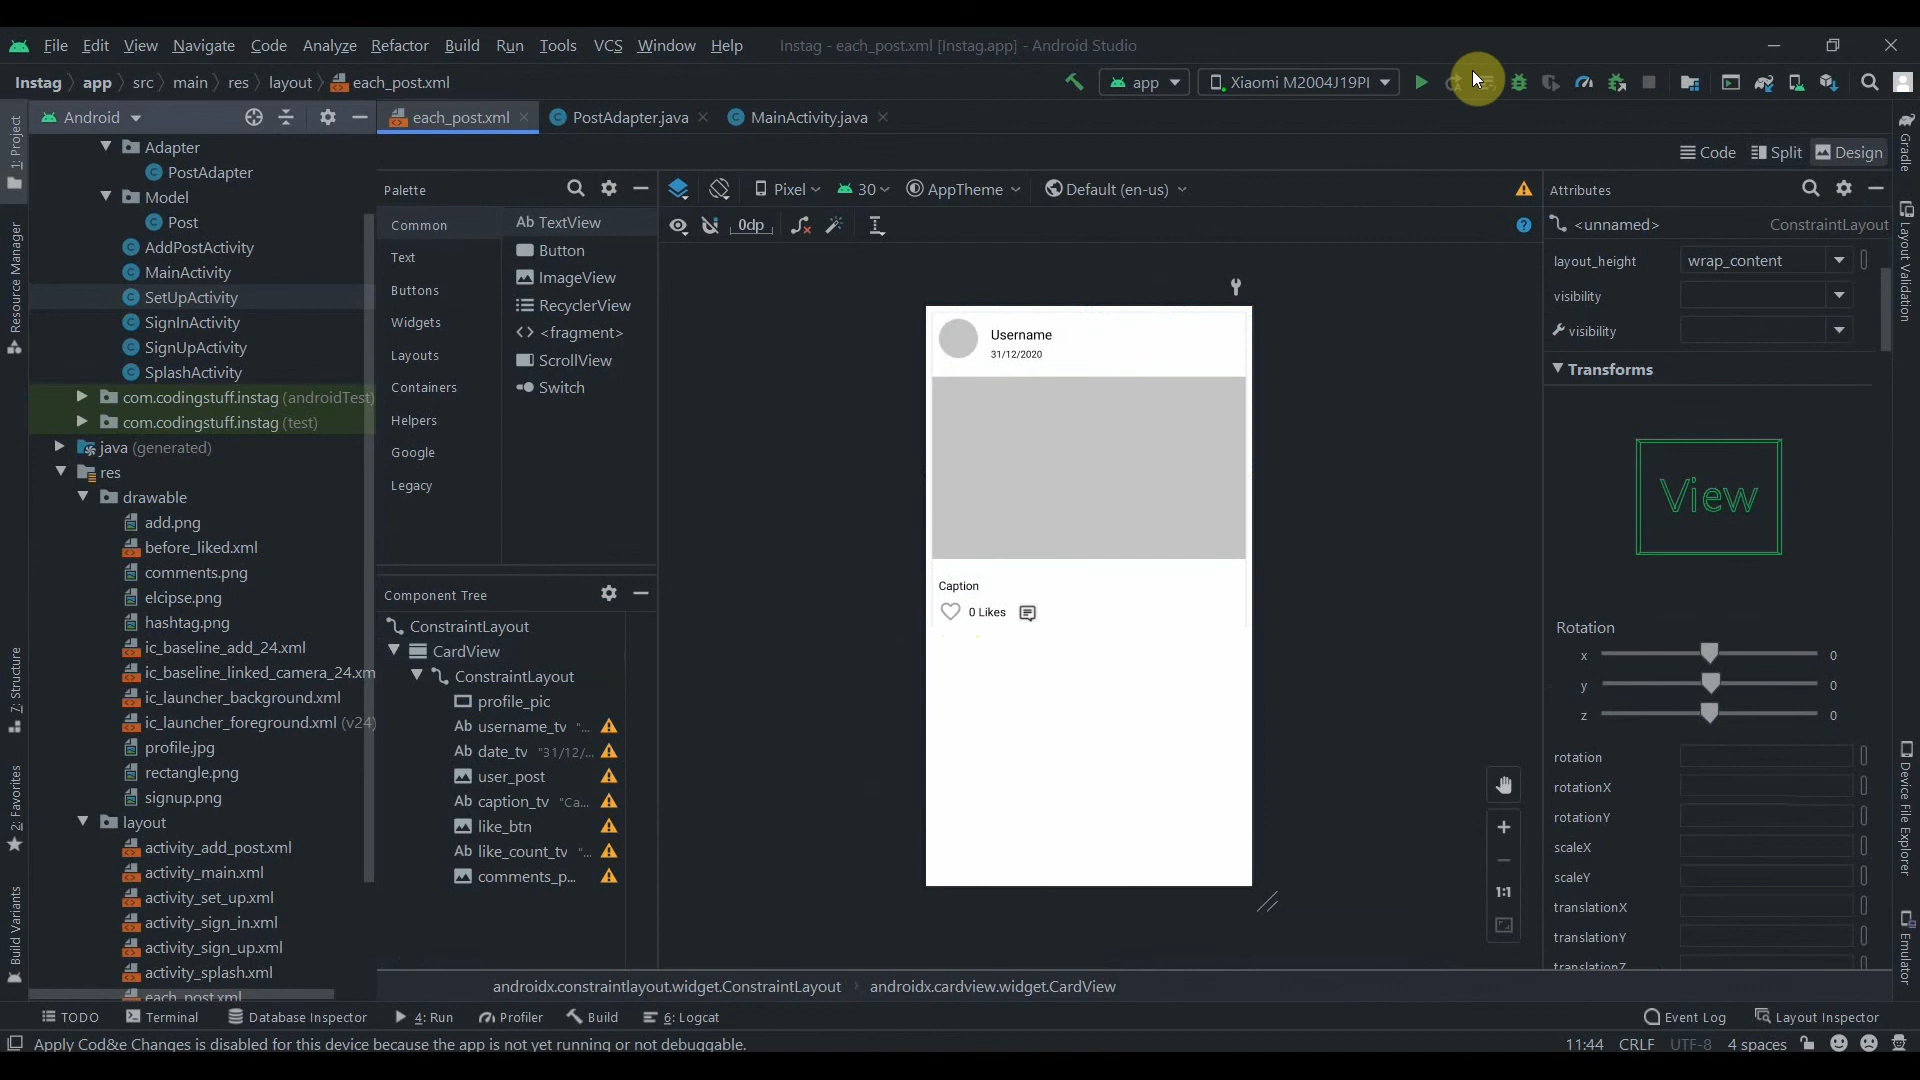 File Edit View Navigate Code Analyze Refactor Build Run Tools VCS Window Help Instag - each_post.xml [Instag.app] - Android Studio
Instag app src main res layout each_post.xml app Xiaomi M2004J19PI
Android each_post.xml PostAdapter.java MainActivity.java
Code Split Design
1: Project
Resource Manager
7: Structure
2: Favorites
Build Variants
Adapter
PostAdapter
Model
Post
AddPostActivity
MainActivity
SetUpActivity
SignInActivity
SignUpActivity
SplashActivity
com.codingstuff.instag (androidTest)
com.codingstuff.instag (test)
java (generated)
res
drawable
add.png
before_liked.xml
comments.png
elcipse.png
hashtag.png
ic_baseline_add_24.xml
ic_baseline_linked_camera_24.xm
ic_launcher_background.xml
ic_launcher_foreground.xml (v24)
profile.jpg
rectangle.png
signup.png
layout
activity_add_post.xml
activity_main.xml
activity_set_up.xml
activity_sign_in.xml
activity_sign_up.xml
activity_splash.xml
each_post.xml
Palette
Common
Text
Buttons
Widgets
Layouts
Containers
Helpers
Google
Legacy
Ab TextView
Button
ImageView
RecyclerView
<fragment>
ScrollView
Switch
Component Tree
ConstraintLayout
CardView
ConstraintLayout
profile_pic
Ab username_tv "...
Ab date_tv "31/12/...
user_post
Ab caption_tv "Ca...
like_btn
Ab like_count_tv "...
comments_p...
Pixel 30 AppTheme Default (en-us)
0dp
Username
31/12/2020
Caption
0 Likes
1:1
Attributes
<unnamed> ConstraintLayout
layout_height wrap_content
visibility
visibility
Transforms
View
Rotation
x 0
y 0
z 0
rotation
rotationX
rotationY
scaleX
scaleY
translationX
translationY
translationZ
Gradle
Layout Validation
Device File Explorer
Emulator
androidx.constraintlayout.widget.ConstraintLayout androidx.cardview.widget.CardView
TODO Terminal Database Inspector 4: Run Profiler Build 6: Logcat Event Log Layout Inspector
Apply Cod&e Changes is disabled for this device because the app is not yet running or not debuggable. 11:44 CRLF UTF-8 4 spaces